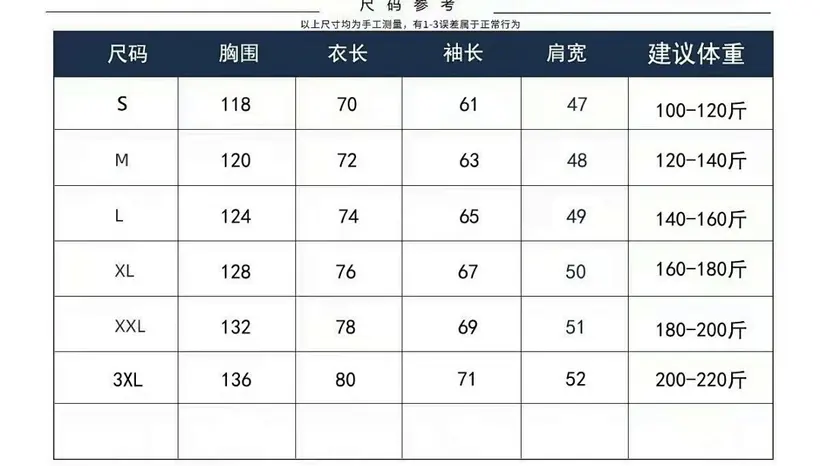 尺码参考
以上尺寸均为手工测量，有1-3误差属于正常行为
尺码 胸围 衣长 袖长 肩宽 建议体重
S 118 70 61 47 100-120斤
M 120 72 63 48 120-140斤
L 124 74 65 49 140-160斤
XL 128 76 67 50 160-180斤
XXL 132 78 69 51 180-200斤
3XL 136 80 71 52 200-220斤